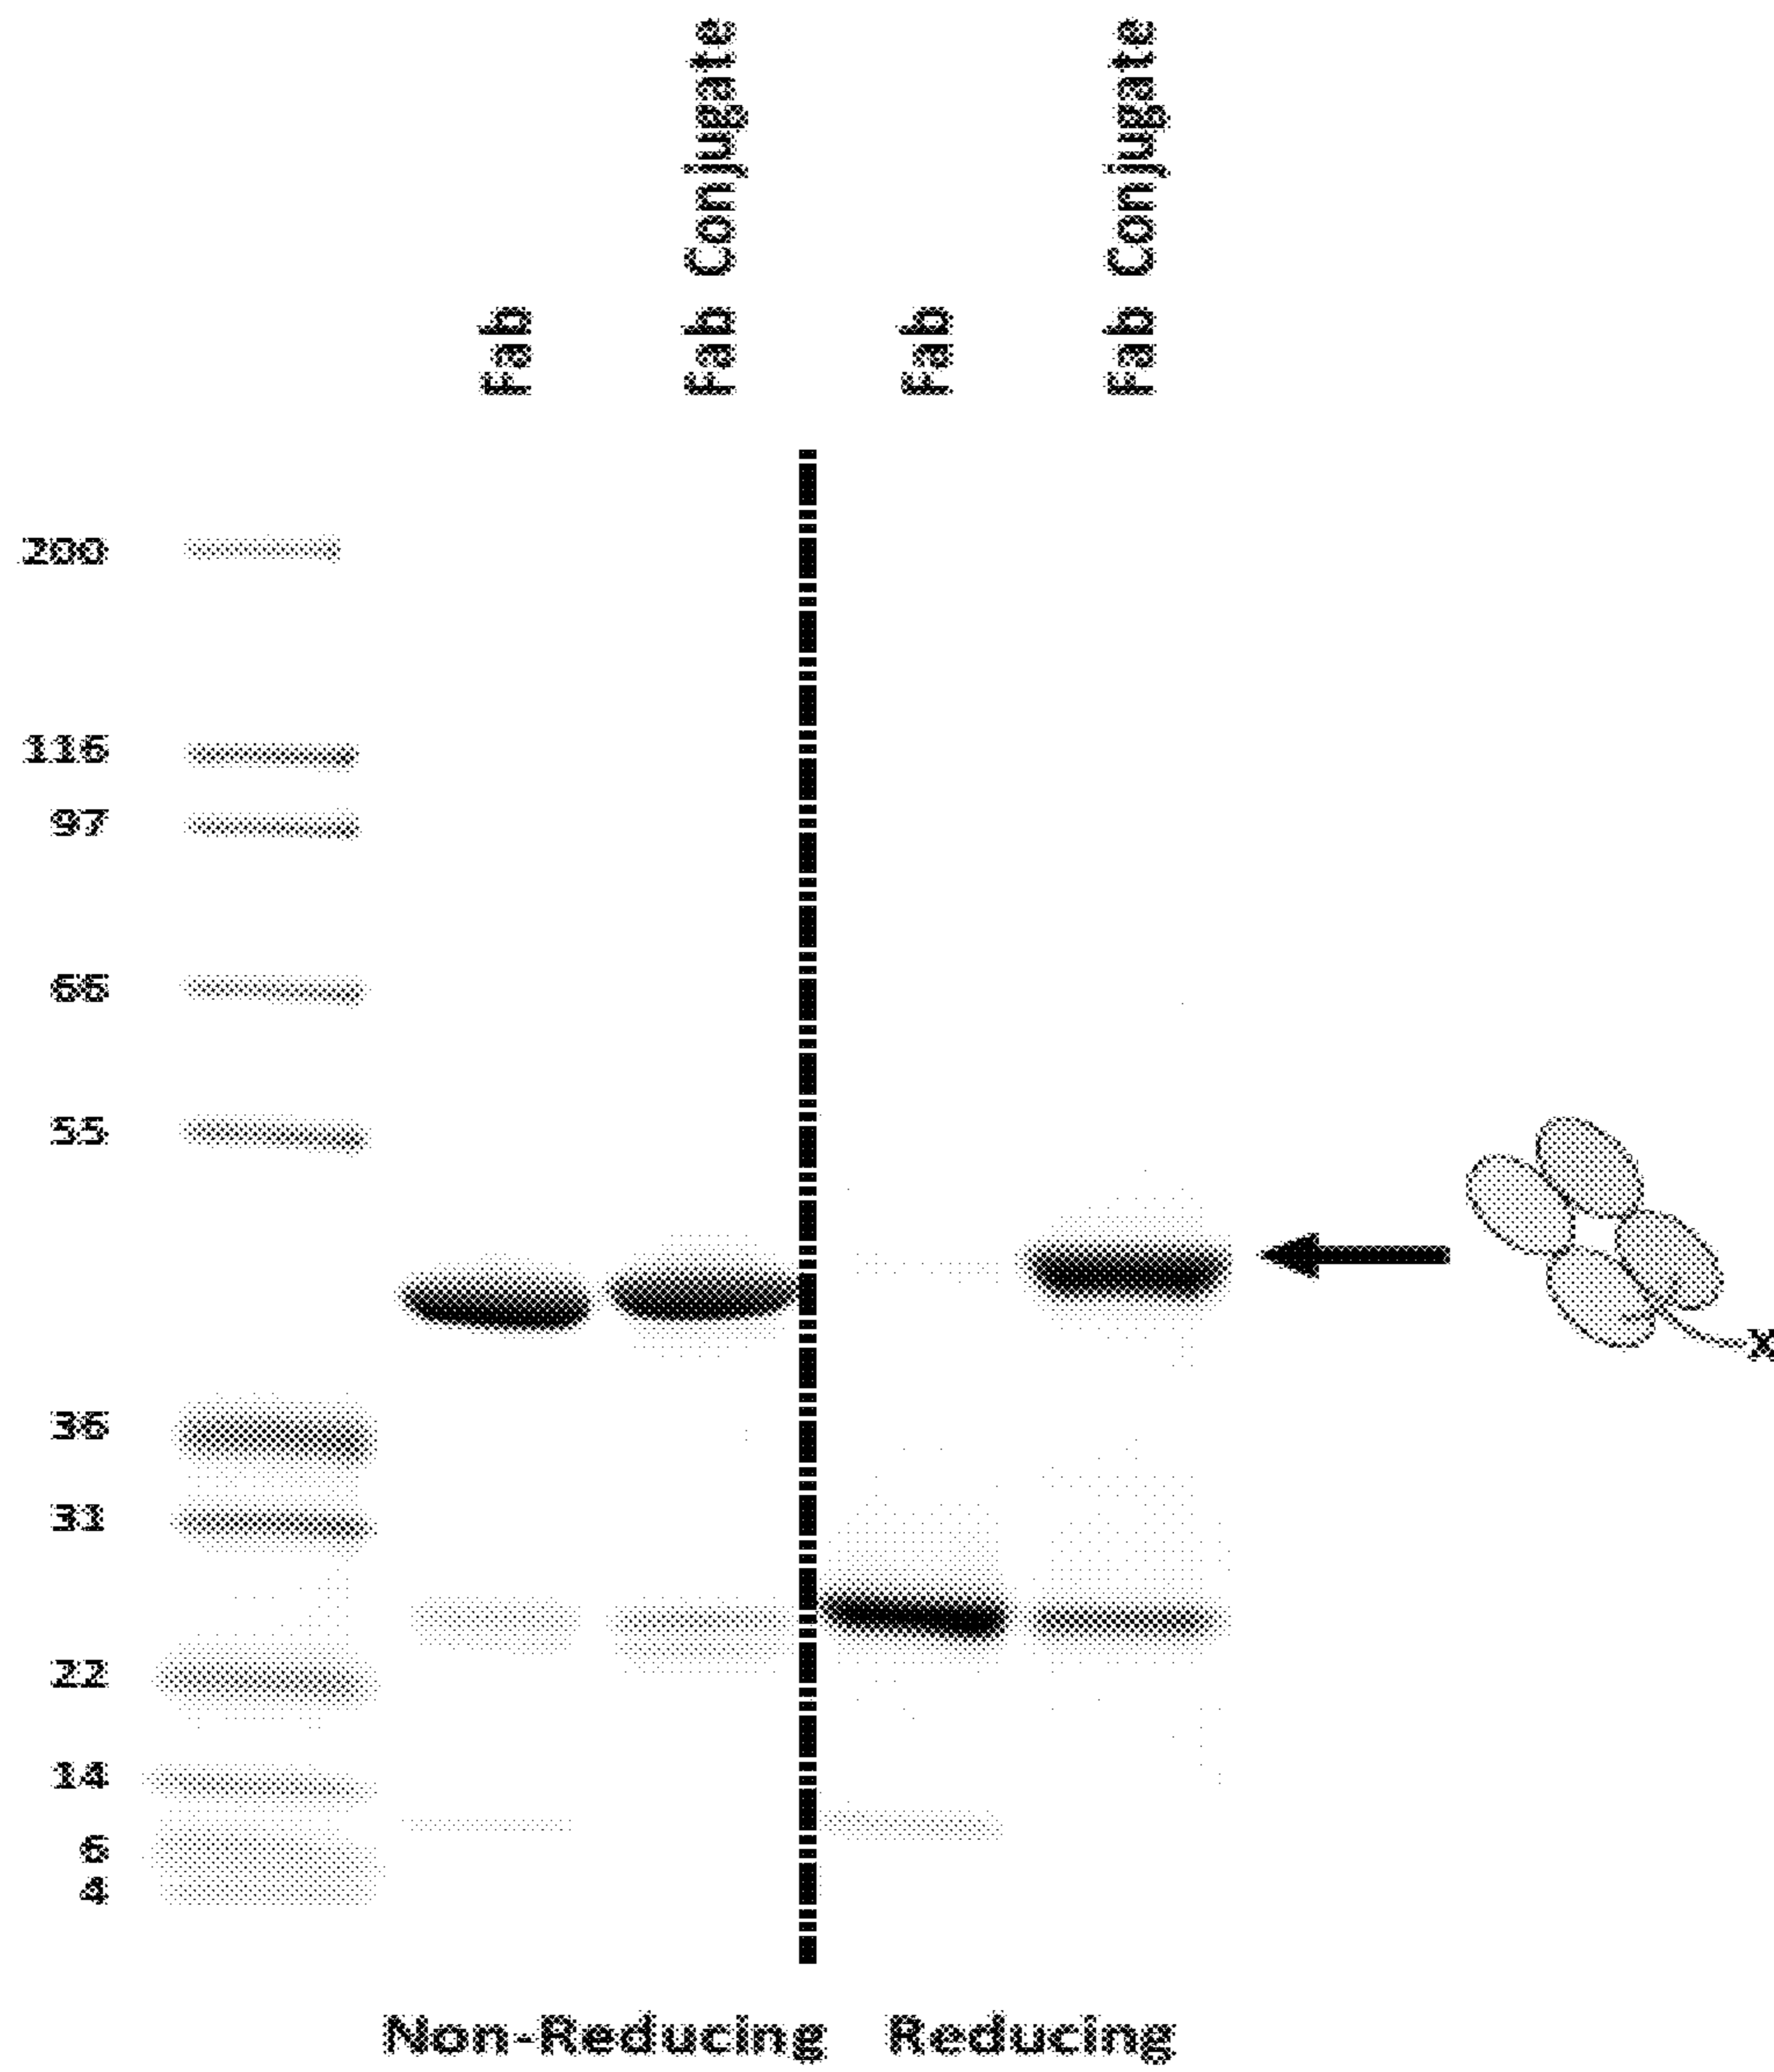 Fab
Fab Conjugate
Fab
Fab Conjugate
200
116
97
66
55
36
31
22
14
6
4
x
Non-Reducing
Reducing